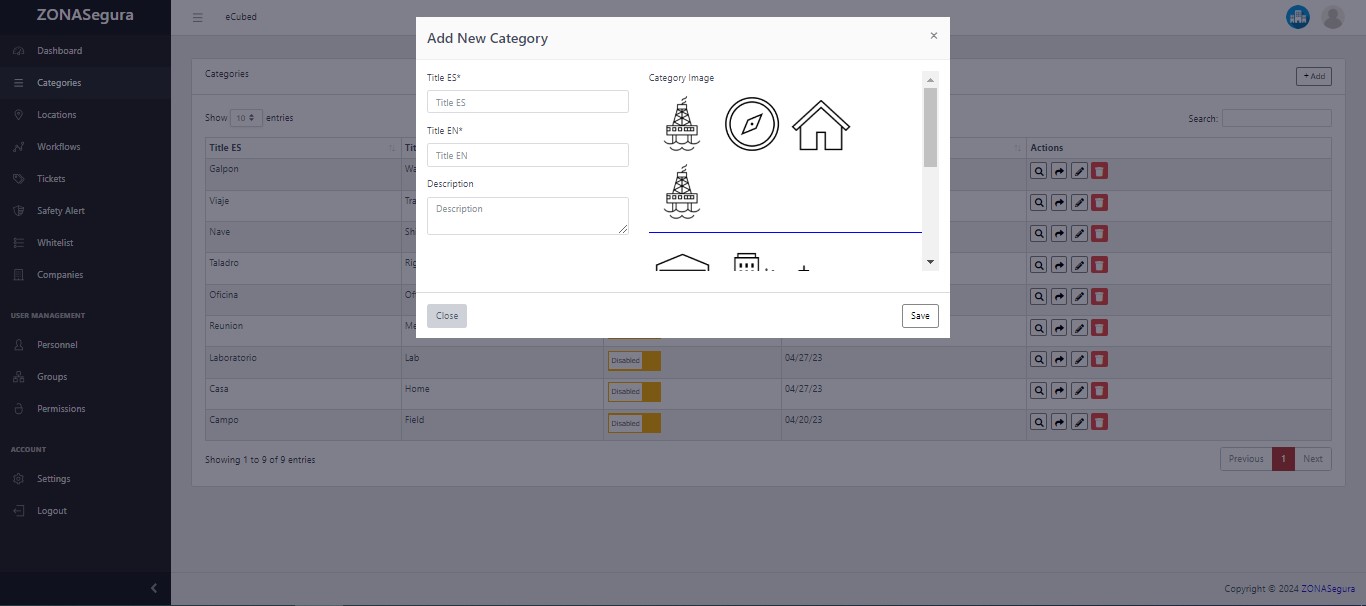 ZONASegura
eCubed
Dashboard
Categories
Locations
Workflows
Tickets
Safety Alert
Whitelist
Companies
USER MANAGEMENT
Personnel
Groups
Permissions
ACCOUNT
Settings
Logout
Categories
+ Add
Show 10 entries
Search:
Title ES
Actions
Galpon
Viaje
Nave
Taladro
Oficina
Reunion
Laboratorio Lab Disabled 04/27/23
Casa Home Disabled 04/27/23
Campo Field Disabled 04/20/23
Showing 1 to 9 of 9 entries
Previous 1 Next
Add New Category ×
Title ES*
Title ES
Title EN*
Title EN
Description
Description
Category Image
Close
Save
Copyright © 2024 ZONASegura